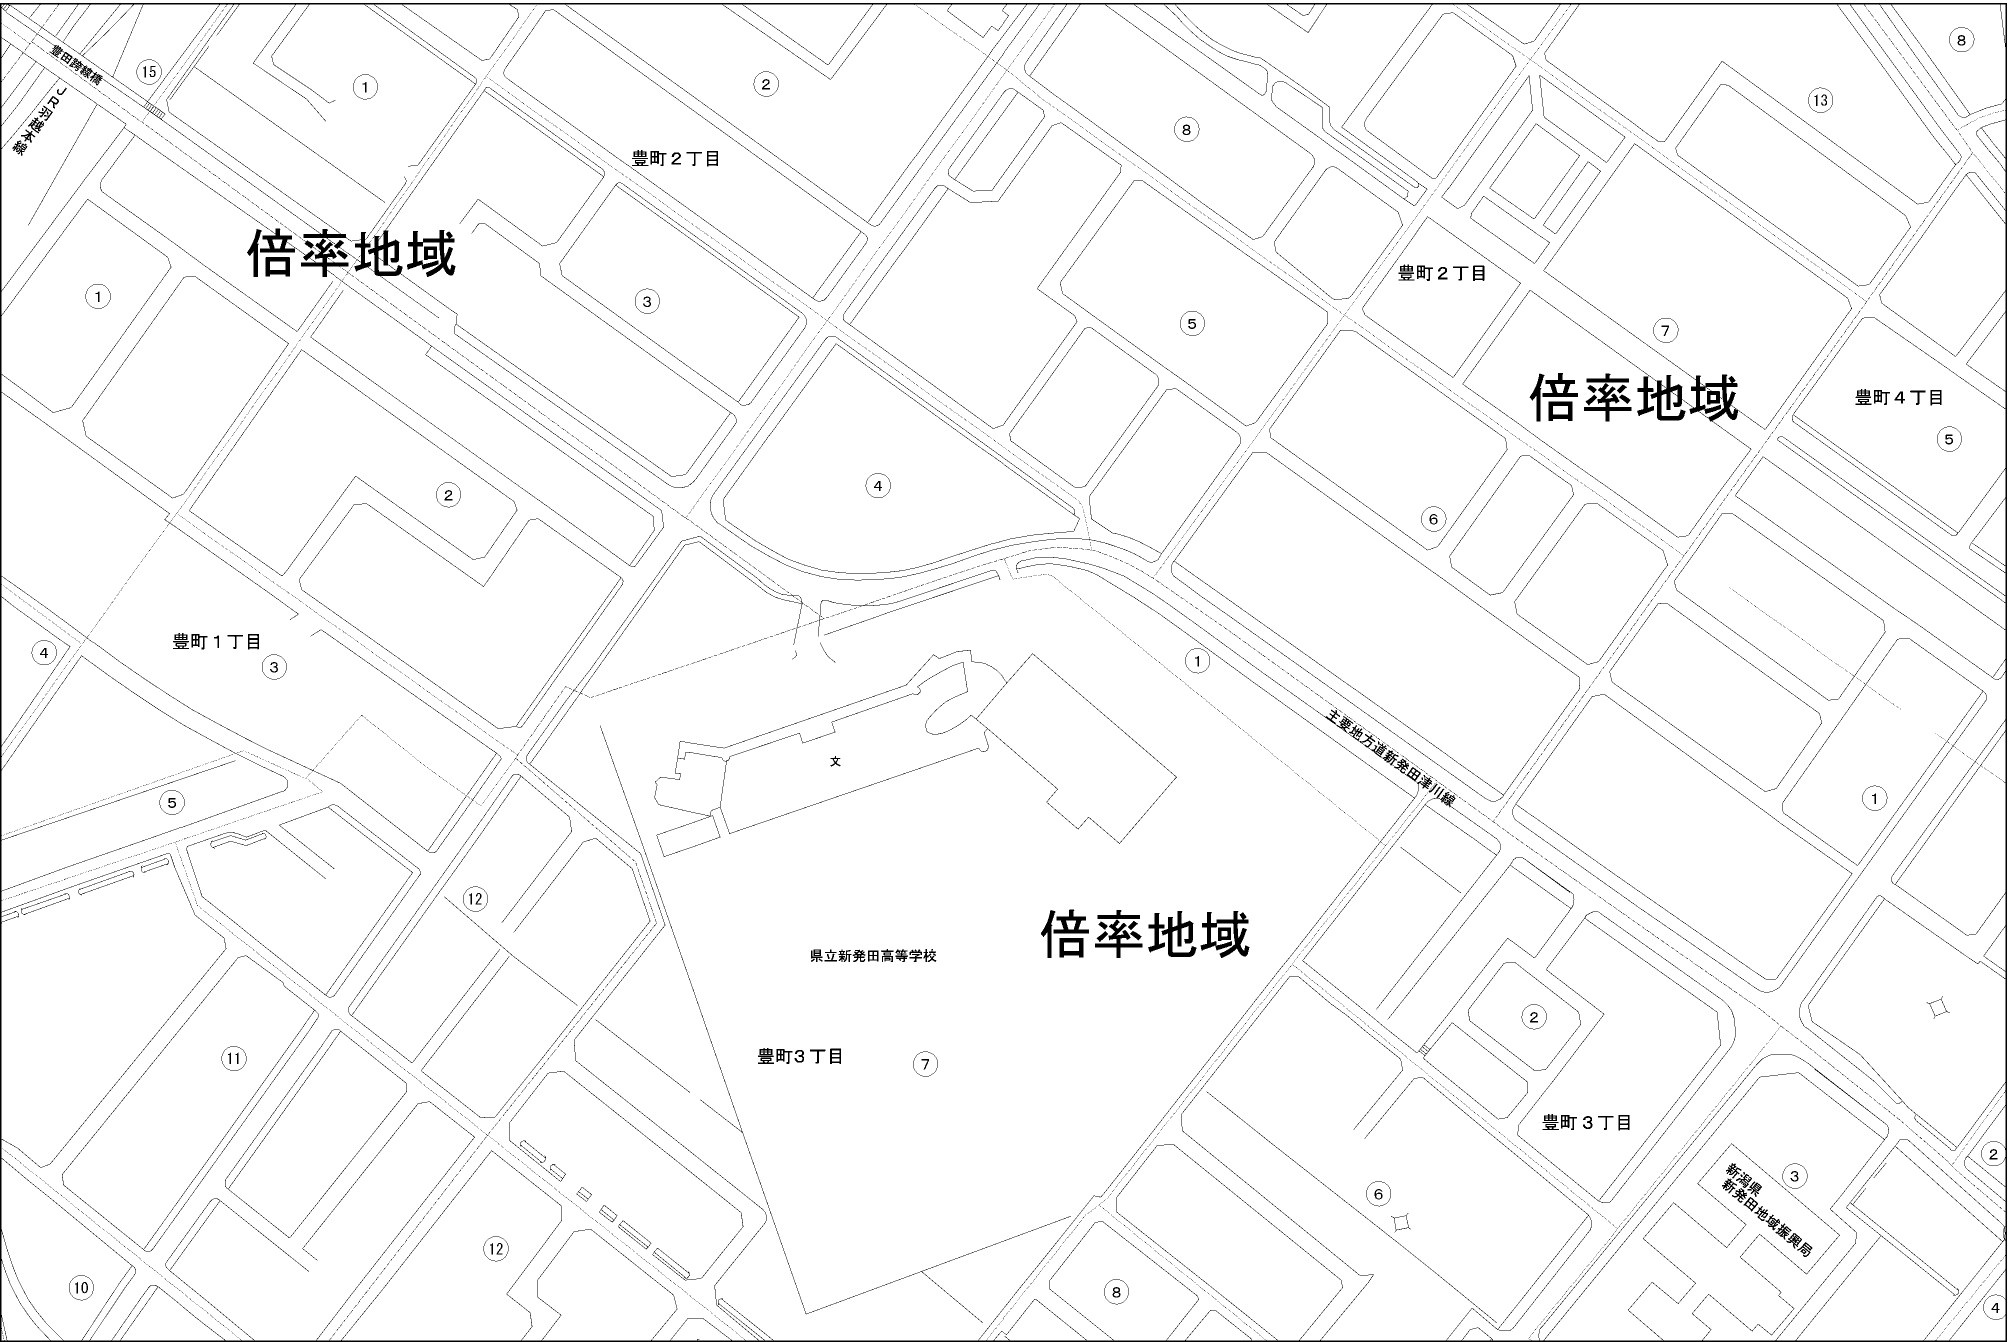 8
豊田跨線橋
15
1
2
13
JR羽越本線
8
豊町2丁目
倍率地域
豊町2丁目
1
3
5
7
倍率地域
豊町4丁目
5
4
2
6
豊町1丁目
4
3
1
主要地方道新発田津川線
文
5
1
12
倍率地域
県立新発田高等学校
2
11
豊町3丁目
7
豊町3丁目
2
3
新潟県
新発田地域振興局
6
12
10
8
4